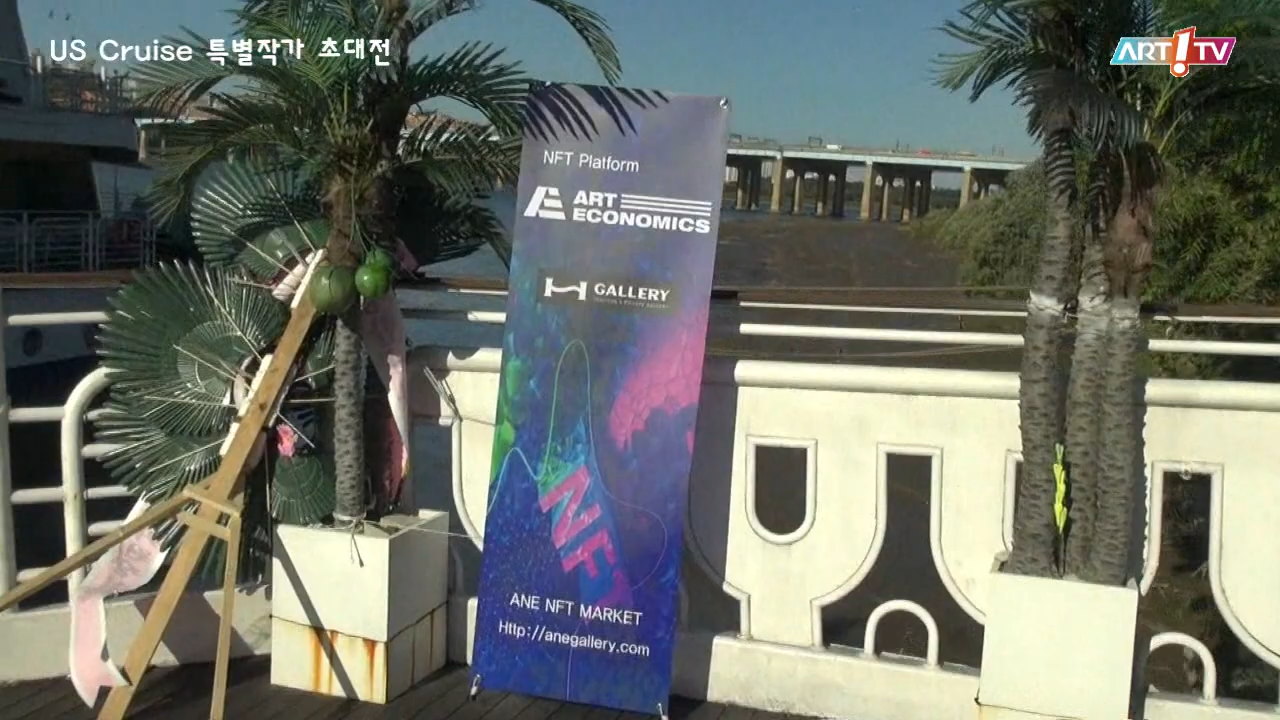 US Cruise 특별작가 초대전
ART!TV
NFT Platform
ART
ECONOMICS
GALLERY
NFT
ANE NFT MARKET
Http://anegallery.com